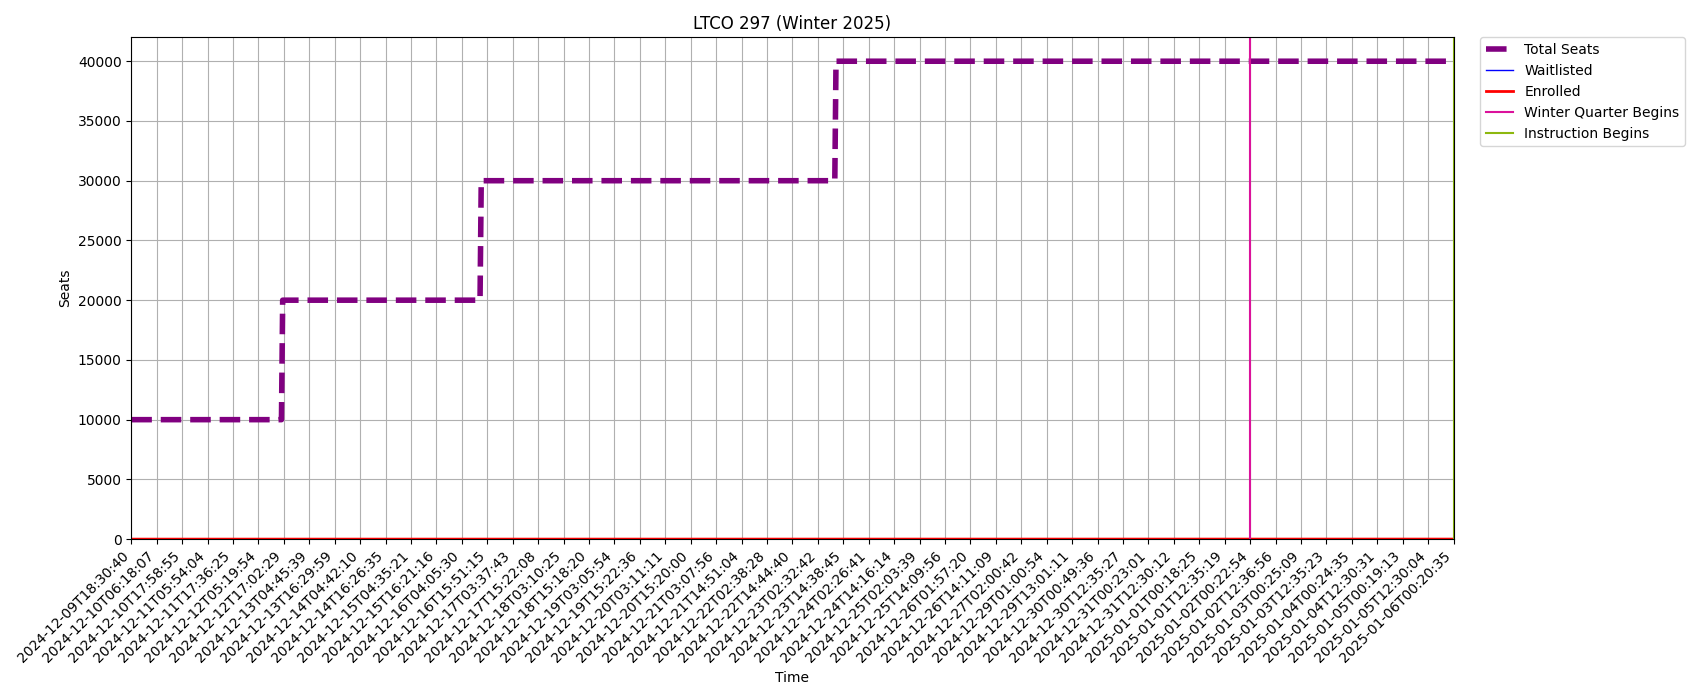 LTCO 297 (Winter 2025)
Total Seats
Waitlisted
Enrolled
Winter Quarter Begins
Instruction Begins
Seats
40000
35000
30000
25000
20000
15000
10000
5000
0
2024-12-09T18:30:40
2024-12-10T06:18:07
2024-12-10T17:58:55
2024-12-11T05:54:04
2024-12-11T17:36:25
2024-12-12T05:19:54
2024-12-12T17:02:29
2024-12-13T04:45:39
2024-12-13T16:29:59
2024-12-14T04:42:10
2024-12-14T16:26:35
2024-12-15T04:35:21
2024-12-15T16:21:16
2024-12-16T04:05:30
2024-12-16T15:51:15
2024-12-17T03:37:43
2024-12-17T15:22:08
2024-12-18T03:10:25
2024-12-18T15:18:20
2024-12-19T03:05:54
2024-12-19T15:22:36
2024-12-20T03:11:11
2024-12-20T15:20:00
2024-12-21T03:07:56
2024-12-21T14:51:04
2024-12-22T02:38:28
2024-12-22T14:44:40
2024-12-23T02:32:42
2024-12-23T14:38:45
2024-12-24T02:26:41
2024-12-24T14:16:14
2024-12-25T02:03:39
2024-12-25T14:09:56
2024-12-26T01:57:20
2024-12-26T14:11:09
2024-12-27T02:00:42
2024-12-29T01:00:54
2024-12-29T13:01:11
2024-12-30T00:49:36
2024-12-30T12:35:27
2024-12-31T00:23:01
2024-12-31T12:30:12
2025-01-01T00:18:25
2025-01-01T12:35:19
2025-01-02T00:22:54
2025-01-02T12:36:56
2025-01-03T00:25:09
2025-01-03T12:35:23
2025-01-04T00:24:35
2025-01-04T12:30:31
2025-01-05T00:19:13
2025-01-05T12:30:04
2025-01-06T00:20:35
Time